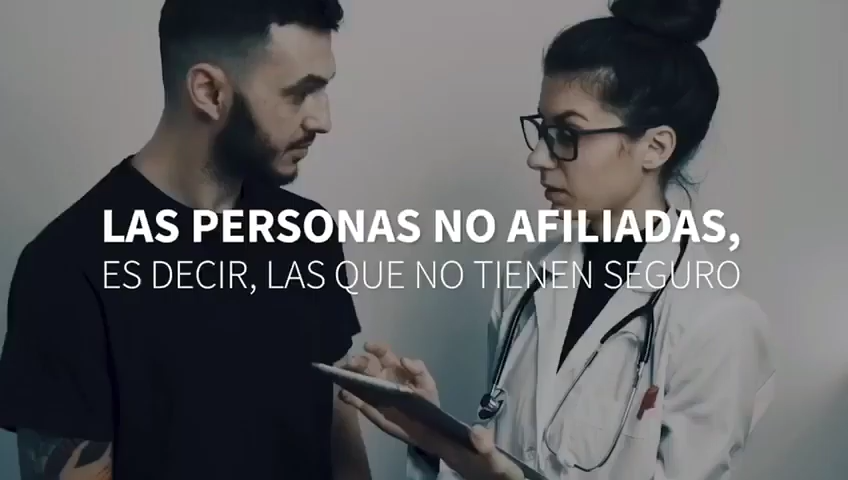 LAS PERSONAS NO AFILIADAS,
ES DECIR, LAS QUE NO TIENEN SEGURO